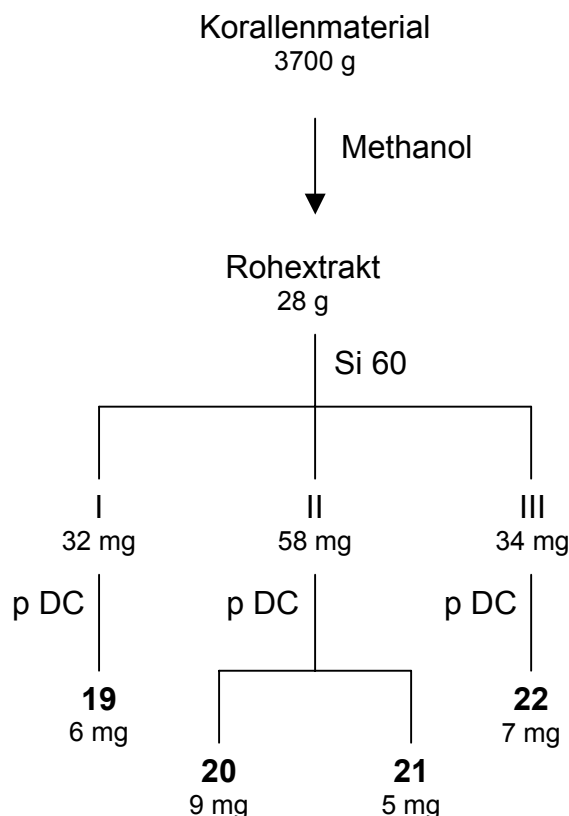 Korallenmaterial
3700 g
Methanol
Rohextrakt
28 g
Si 60
I II III
32 mg 58 mg 34 mg
p DC p DC p DC
19 22
6 mg 7 mg
20 21
9 mg 5 mg